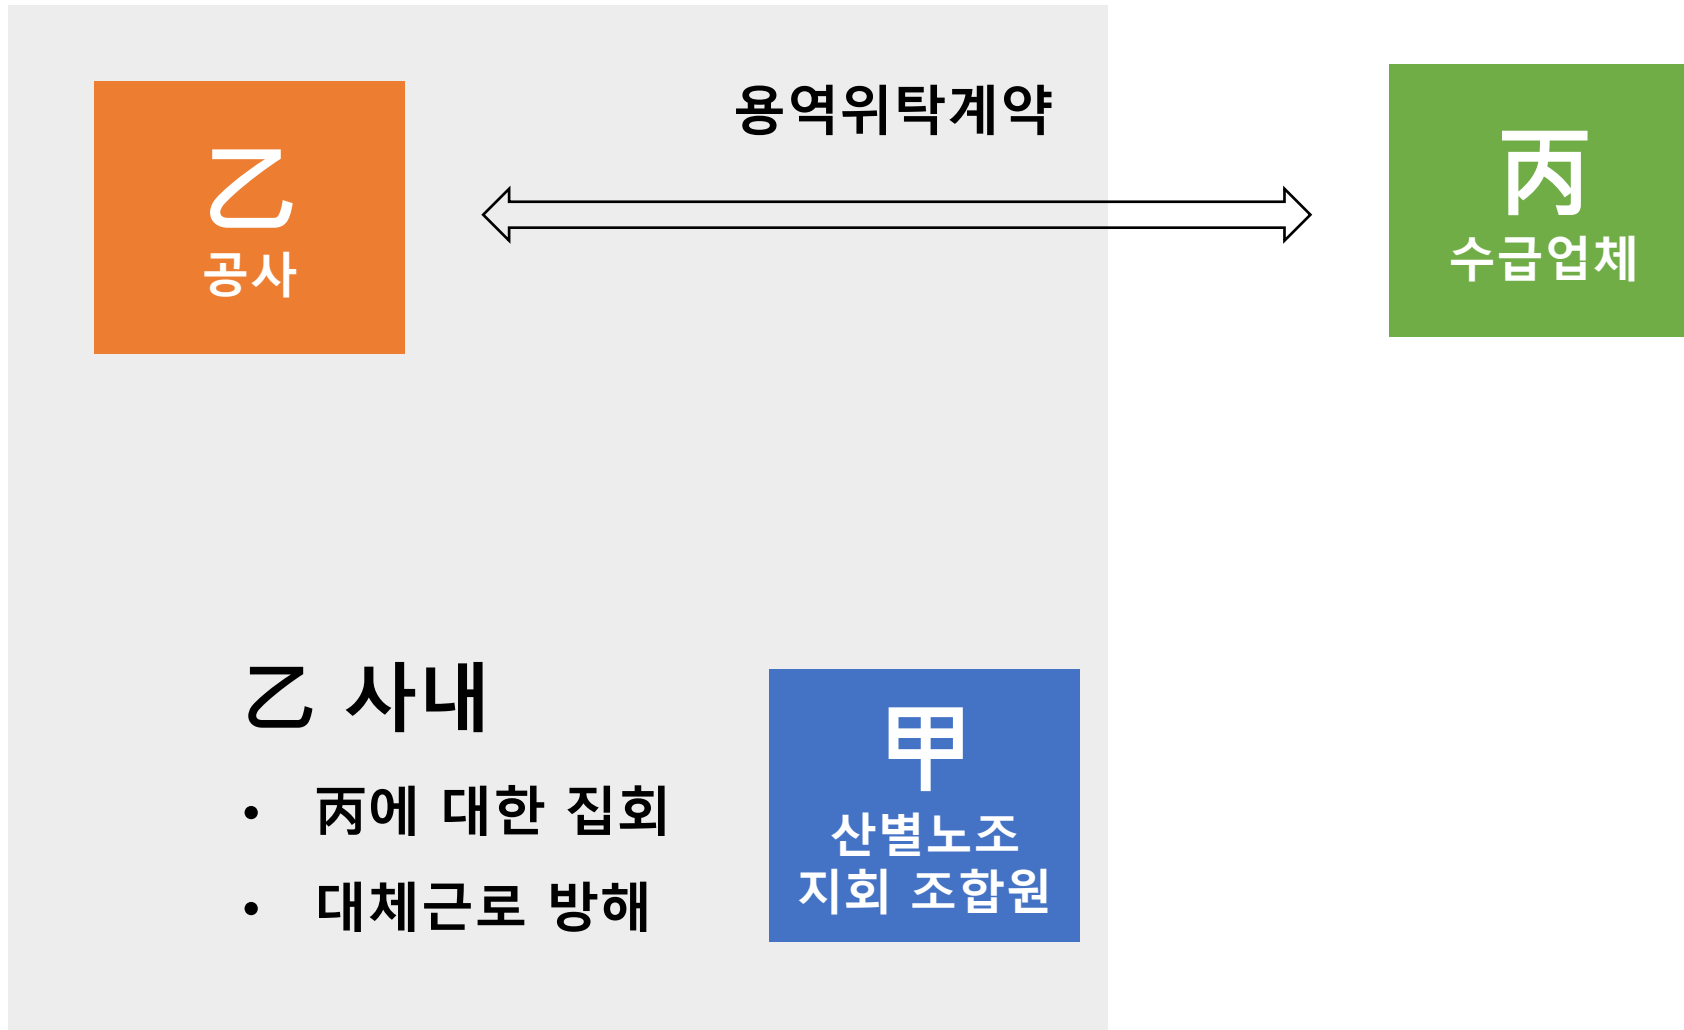 용역위탁계약
乙
공사
丙
수급업체
乙 사내
• 丙에 대한 집회
• 대체근로 방해
甲
산별노조
지회 조합원